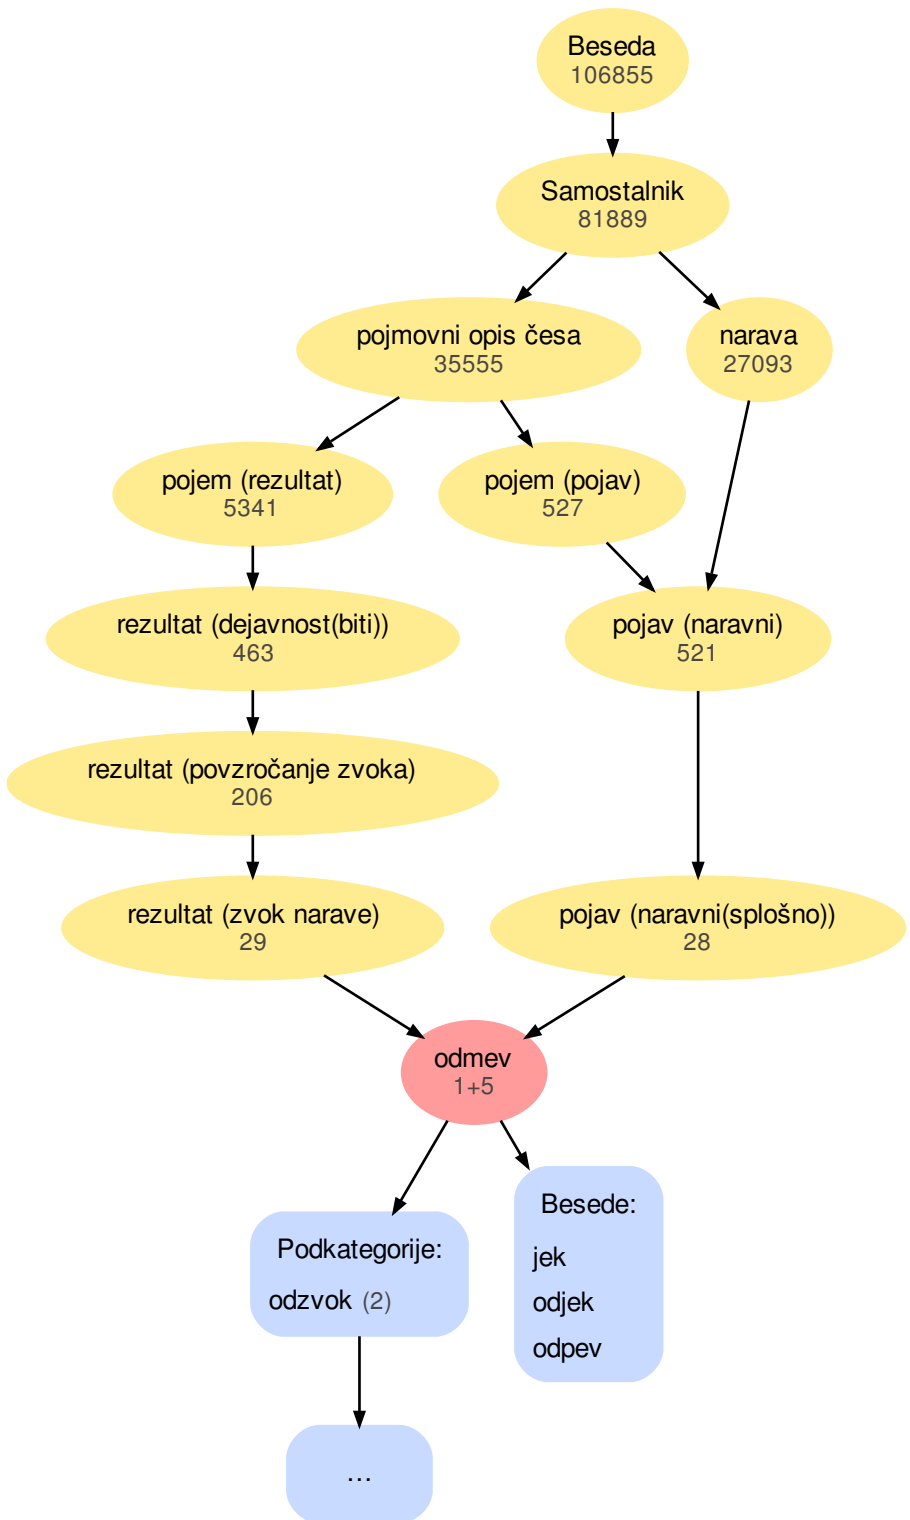 Beseda
106855
Samostalnik
81889
pojmovni opis česa
35555
narava
27093
pojem (rezultat)
5341
pojem (pojav)
527
rezultat (dejavnost(biti))
463
pojav (naravni)
521
rezultat (povzročanje zvoka)
206
rezultat (zvok narave)
29
pojav (naravni(splošno))
28
odmev
1+5
Podkategorije:
odzvok (2)
Besede:
jek
odjek
odpev
…